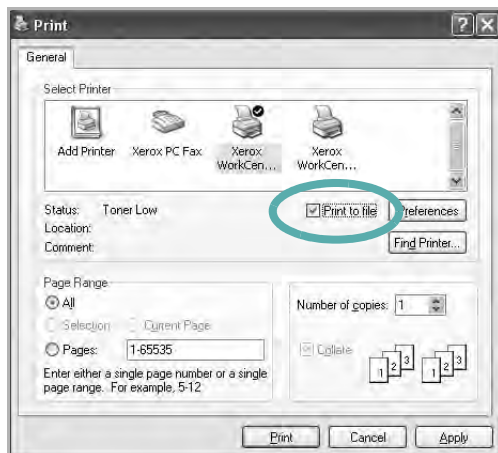 Print
General
Select Printer
Add Printer Xerox PC Fax Xerox WorkCen... Xerox WorkCen...
Status: Toner Low
Print to file
Preferences
Location:
Comment:
Find Printer...
Page Range
All
Selection Current Page
Pages: 1-65535
Enter either a single page number or a single
page range. For example, 5-12
Number of copies: 1
Collate
1 2 3 1 2 3
Print Cancel Apply